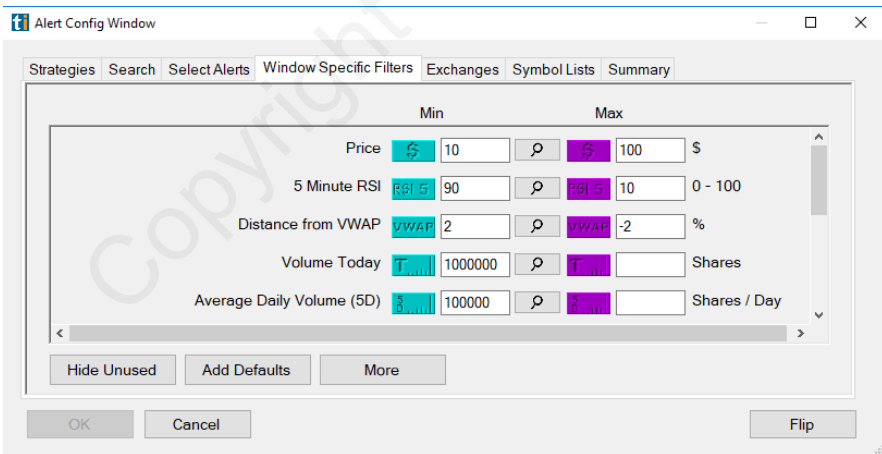 ti Alert Config Window
Strategies Search Select Alerts Window Specific Filters Exchanges Symbol Lists Summary
Min Max
Price $ 10 $ 100 $
5 Minute RSI RSI 5 90 RSI 5 10 0 - 100
Distance from VWAP VWAP 2 VWAP -2 %
Volume Today T 1000000 T Shares
Average Daily Volume (5D) 5 D 100000 5 D Shares / Day
Hide Unused Add Defaults More
OK Cancel Flip
Copyright